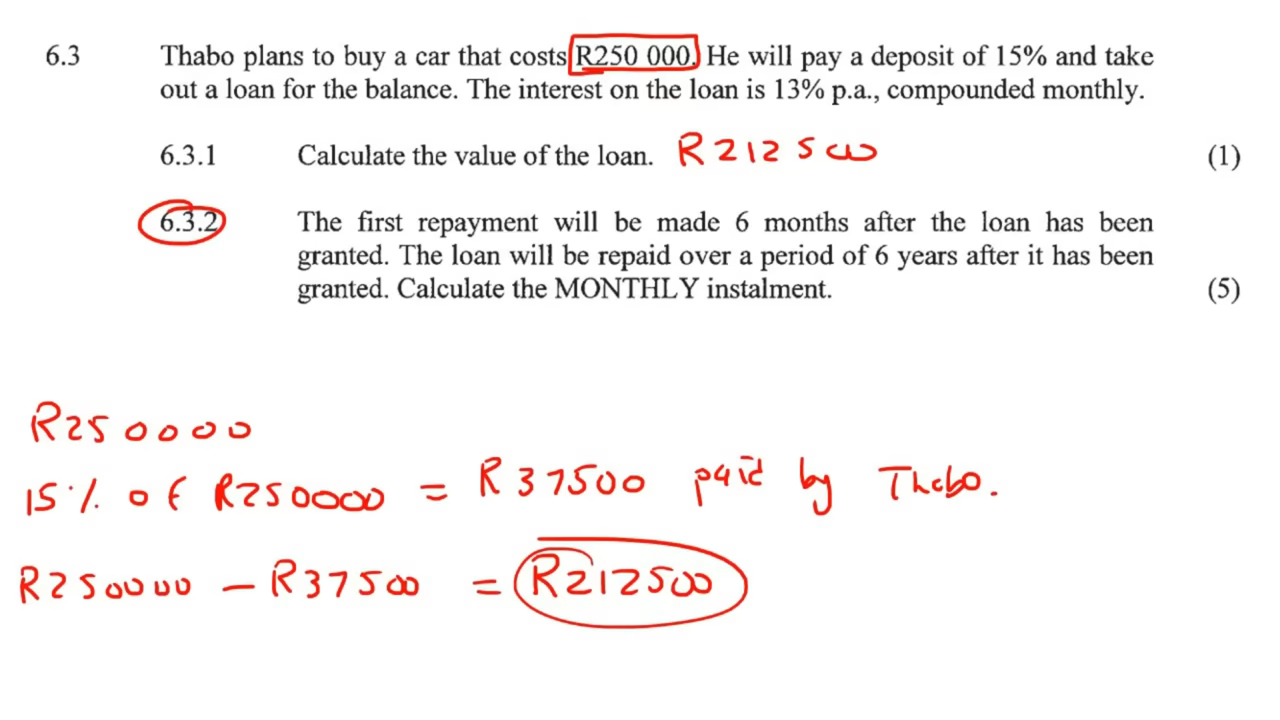 6.3 Thabo plans to buy a car that costs R250 000. He will pay a deposit of 15% and take
out a loan for the balance. The interest on the loan is 13% p.a., compounded monthly.
6.3.1 Calculate the value of the loan. R212500 (1)
6.3.2 The first repayment will be made 6 months after the loan has been
granted. The loan will be repaid over a period of 6 years after it has been
granted. Calculate the MONTHLY instalment. (5)
R250000
15% of R250000 = R37500 paid by Thabo.
R250000 - R37500 = R212500